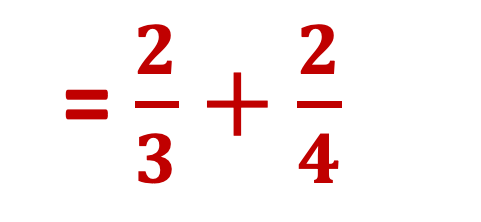 = 2/3 + 2/4